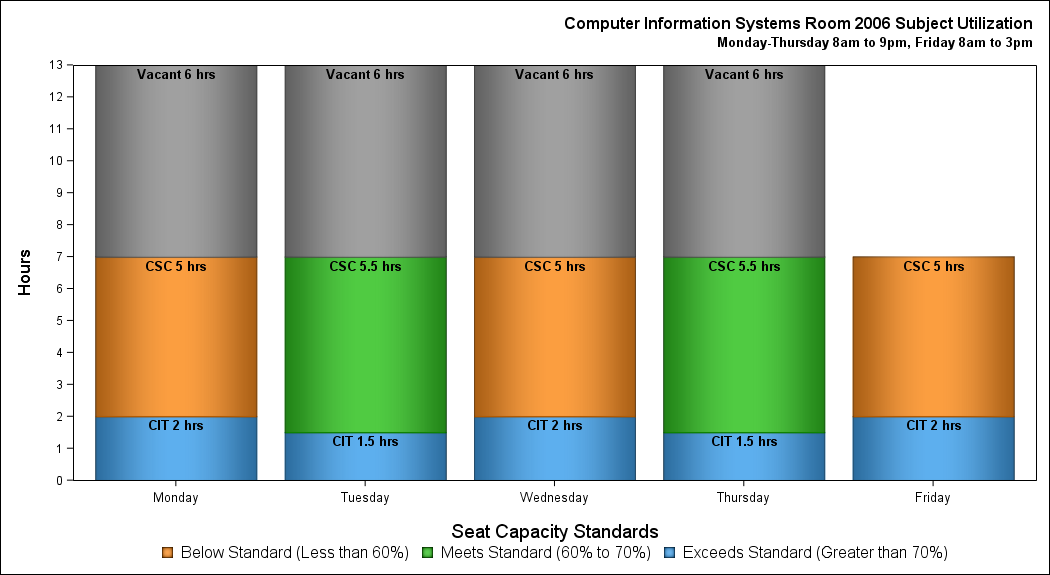 Computer Information Systems Room 2006 Subject Utilization
Monday-Thursday 8am to 9pm, Friday 8am to 3pm
13
12
11
10
9
8
7
6
5
4
3
2
1
0
Hours
Vacant 6 hrs Vacant 6 hrs Vacant 6 hrs Vacant 6 hrs
CSC 5 hrs CSC 5.5 hrs CSC 5 hrs CSC 5.5 hrs CSC 5 hrs
CIT 2 hrs CIT 1.5 hrs CIT 2 hrs CIT 1.5 hrs CIT 2 hrs
Monday Tuesday Wednesday Thursday Friday
Seat Capacity Standards
Below Standard (Less than 60%) Meets Standard (60% to 70%) Exceeds Standard (Greater than 70%)